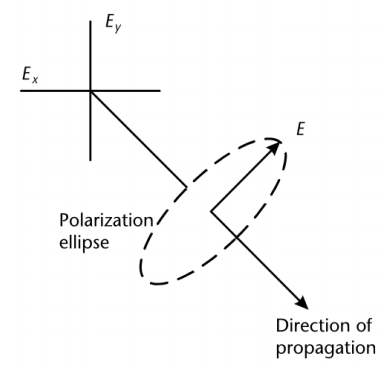 E_y
E_x
E
Polarization
ellipse
Direction of
propagation